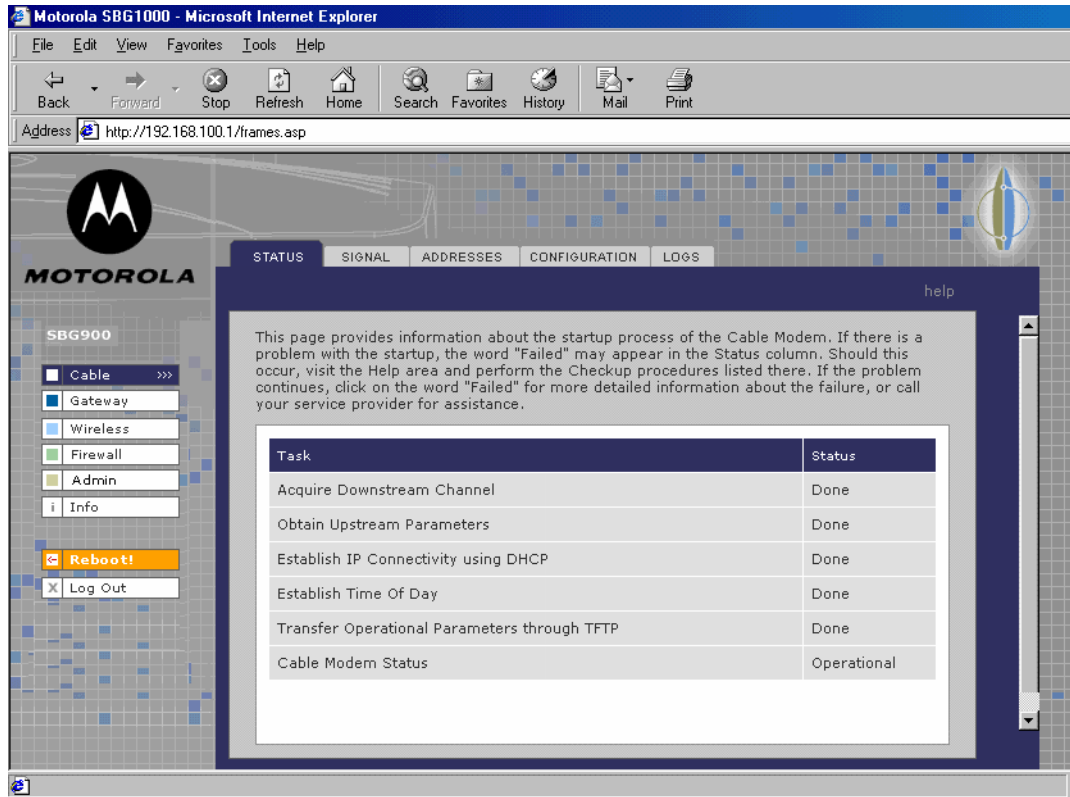 Motorola SBG1000 - Microsoft Internet Explorer
File Edit View Favorites Tools Help
Back Forward Stop Refresh Home Search Favorites History Mail Print
Address http://192.168.100.1/frames.asp
MOTOROLA
STATUS SIGNAL ADDRESSES CONFIGURATION LOGS
help
SBG900
Cable >>>
Gateway
Wireless
Firewall
Admin
i Info
Reboot!
X Log Out
This page provides information about the startup process of the Cable Modem. If there is a
problem with the startup, the word "Failed" may appear in the Status column. Should this
occur, visit the Help area and perform the Checkup procedures listed there. If the problem
continues, click on the word "Failed" for more detailed information about the failure, or call
your service provider for assistance.
Task Status
Acquire Downstream Channel Done
Obtain Upstream Parameters Done
Establish IP Connectivity using DHCP Done
Establish Time Of Day Done
Transfer Operational Parameters through TFTP Done
Cable Modem Status Operational